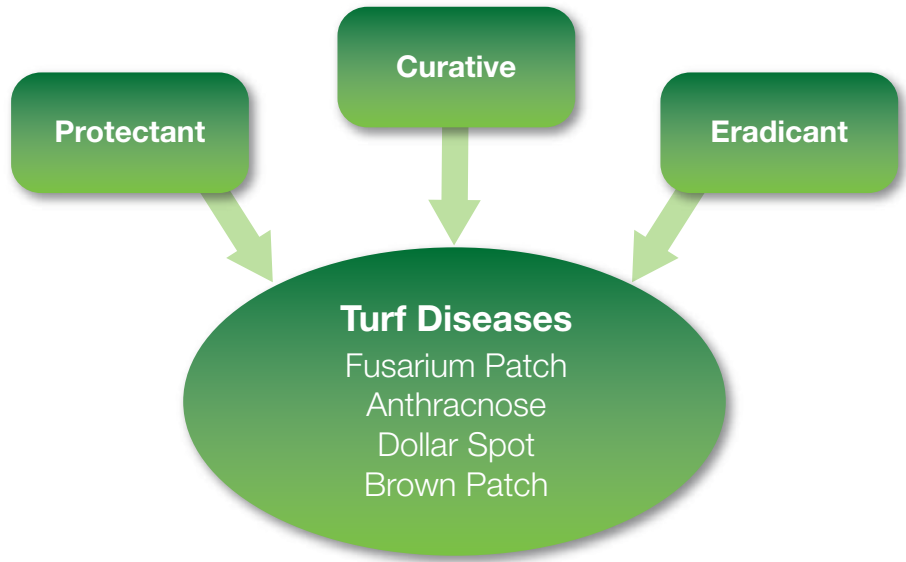 Protectant
Curative
Eradicant
Turf Diseases
Fusarium Patch
Anthracnose
Dollar Spot
Brown Patch